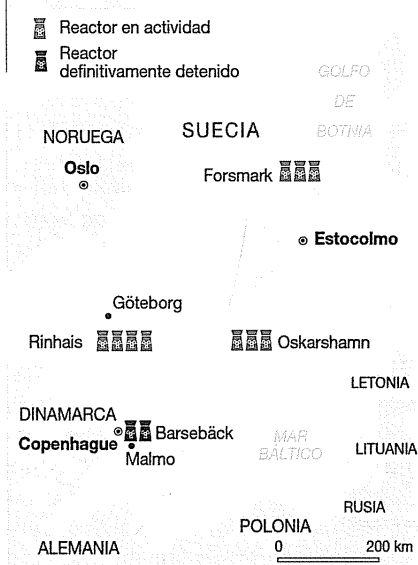 Reactor en actividad
Reactor
definitivamente detenido
GOLFO
DE
BOTNIA
NORUEGA
SUECIA
Oslo
Forsmark
Estocolmo
Göteborg
Rinhais
Oskarshamn
LETONIA
DINAMARCA
Copenhague
Barsebäck
Malmo
MAR
BÁLTICO
LITUANIA
RUSIA
POLONIA
ALEMANIA
0 200 km